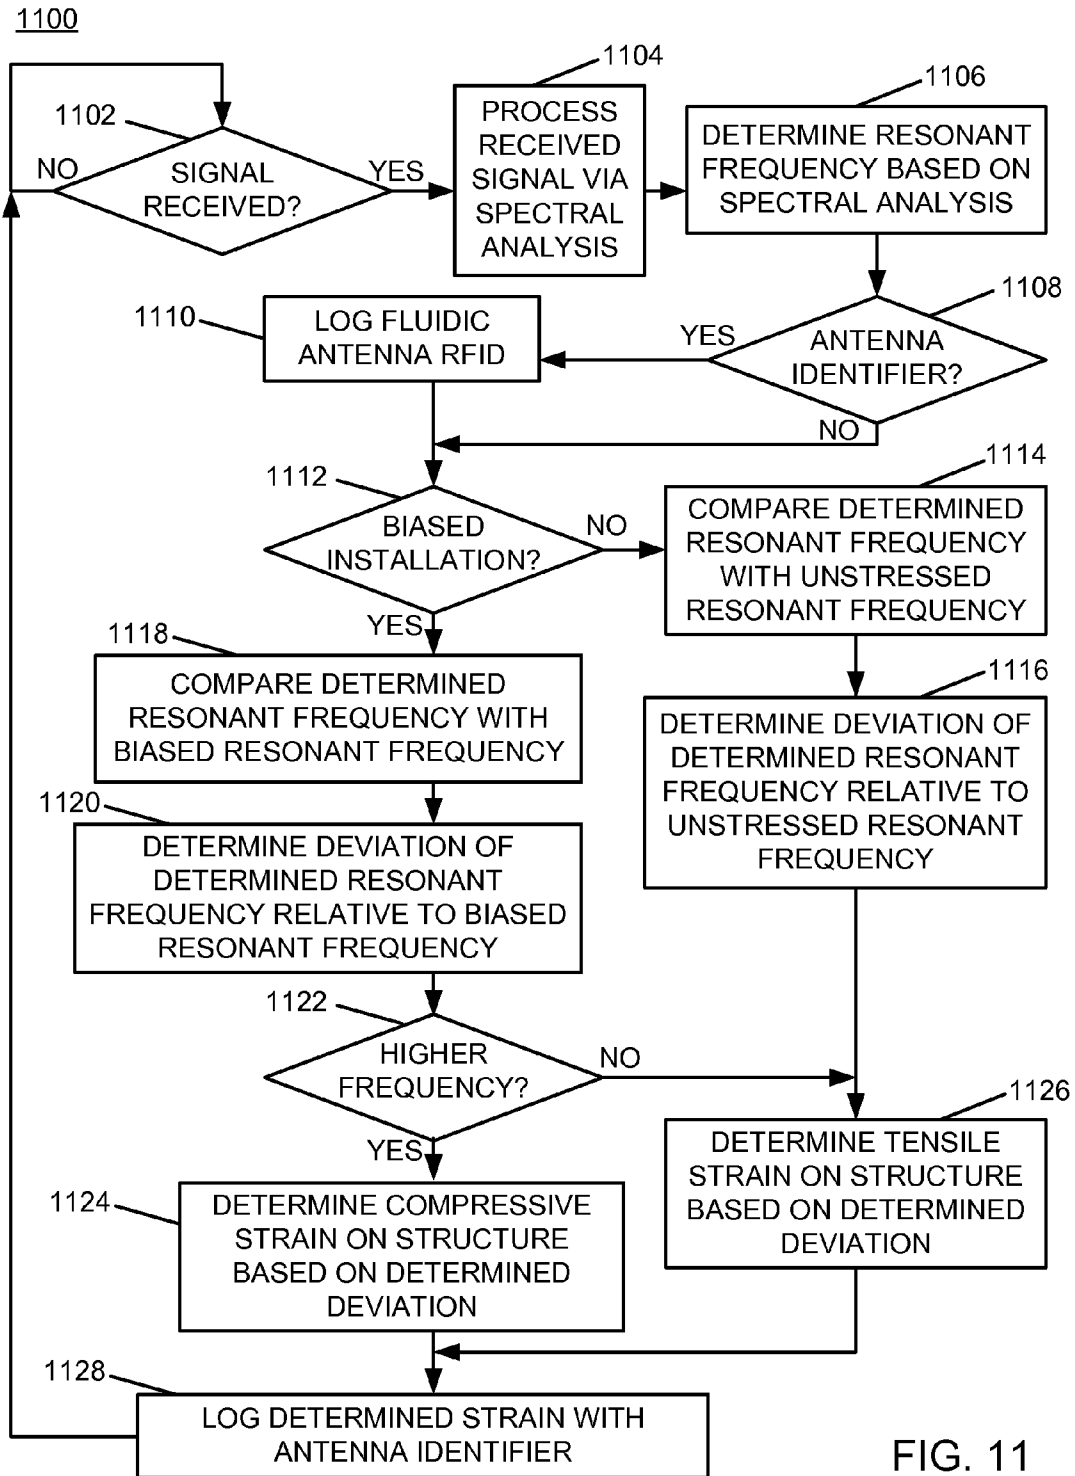 1100
1102
SIGNAL
RECEIVED?
NO
YES
1104
PROCESS
RECEIVED
SIGNAL VIA
SPECTRAL
ANALYSIS
1106
DETERMINE RESONANT
FREQUENCY BASED ON
SPECTRAL ANALYSIS
1108
ANTENNA
IDENTIFIER?
YES
NO
1110
LOG FLUIDIC
ANTENNA RFID
1112
BIASED
INSTALLATION?
NO
YES
1114
COMPARE DETERMINED
RESONANT FREQUENCY
WITH UNSTRESSED
RESONANT FREQUENCY
1116
DETERMINE DEVIATION OF
DETERMINED RESONANT
FREQUENCY RELATIVE TO
UNSTRESSED RESONANT
FREQUENCY
1118
COMPARE DETERMINED
RESONANT FREQUENCY WITH
BIASED RESONANT FREQUENCY
1120
DETERMINE DEVIATION OF
DETERMINED RESONANT
FREQUENCY RELATIVE TO BIASED
RESONANT FREQUENCY
1122
HIGHER
FREQUENCY?
NO
YES
1124
DETERMINE COMPRESSIVE
STRAIN ON STRUCTURE
BASED ON DETERMINED
DEVIATION
1126
DETERMINE TENSILE
STRAIN ON STRUCTURE
BASED ON DETERMINED
DEVIATION
1128
LOG DETERMINED STRAIN WITH
ANTENNA IDENTIFIER
FIG. 11